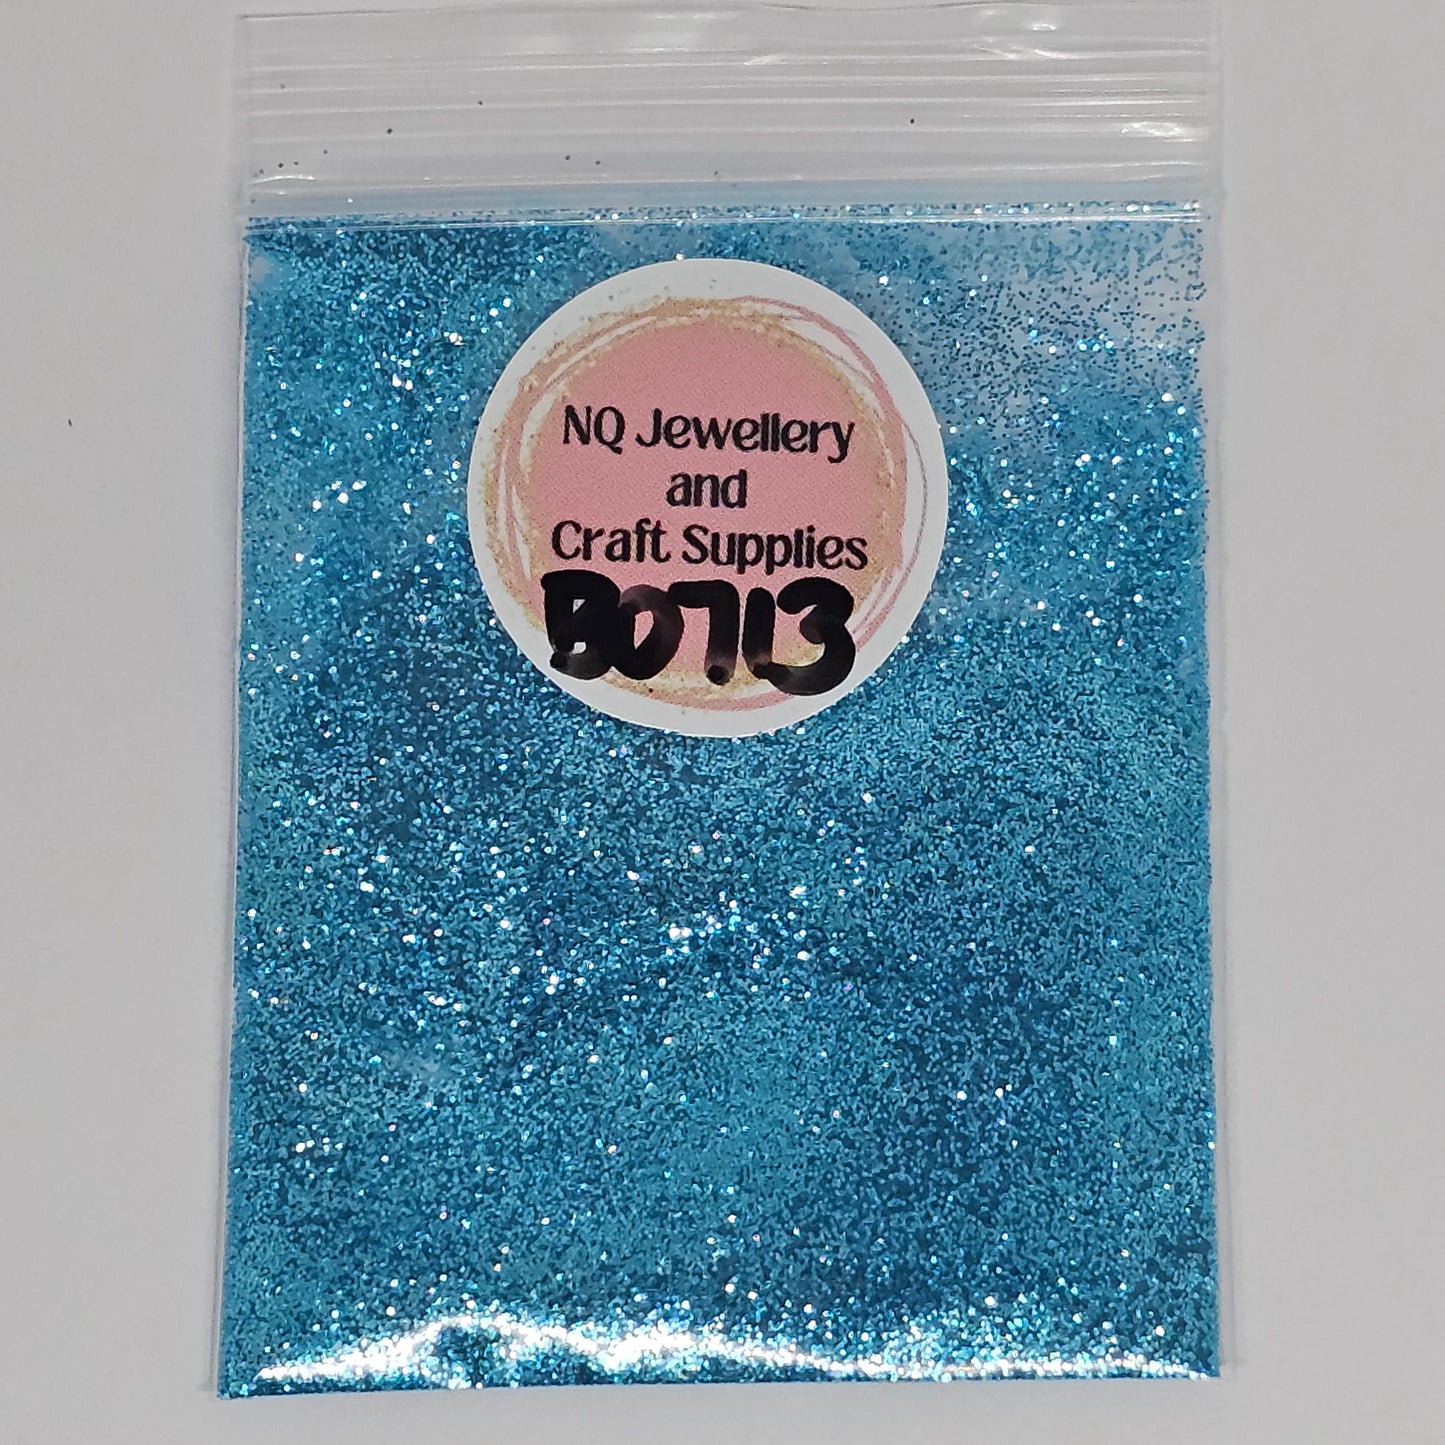 NQ Jewellery
and
Craft Supplies
B0713